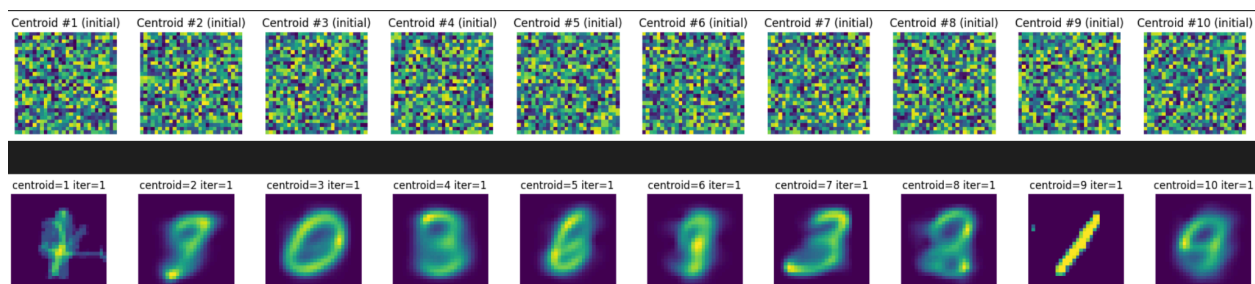 Centroid #1 (initial) Centroid #2 (initial) Centroid #3 (initial) Centroid #4 (initial) Centroid #5 (initial) Centroid #6 (initial) Centroid #7 (initial) Centroid #8 (initial) Centroid #9 (initial) Centroid #10 (initial)
centroid=1 iter=1 centroid=2 iter=1 centroid=3 iter=1 centroid=4 iter=1 centroid=5 iter=1 centroid=6 iter=1 centroid=7 iter=1 centroid=8 iter=1 centroid=9 iter=1 centroid=10 iter=1